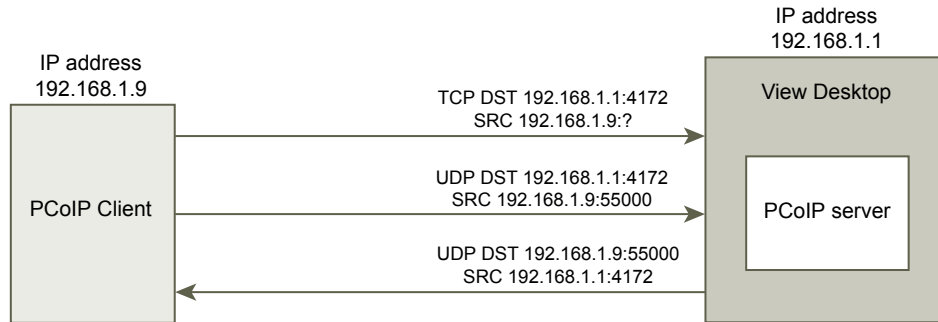 IP address
192.168.1.1
IP address
192.168.1.9
View Desktop
TCP DST 192.168.1.1:4172
SRC 192.168.1.9:?
UDP DST 192.168.1.1:4172
SRC 192.168.1.9:55000
PCoIP Client
PCoIP server
UDP DST 192.168.1.9:55000
SRC 192.168.1.1:4172